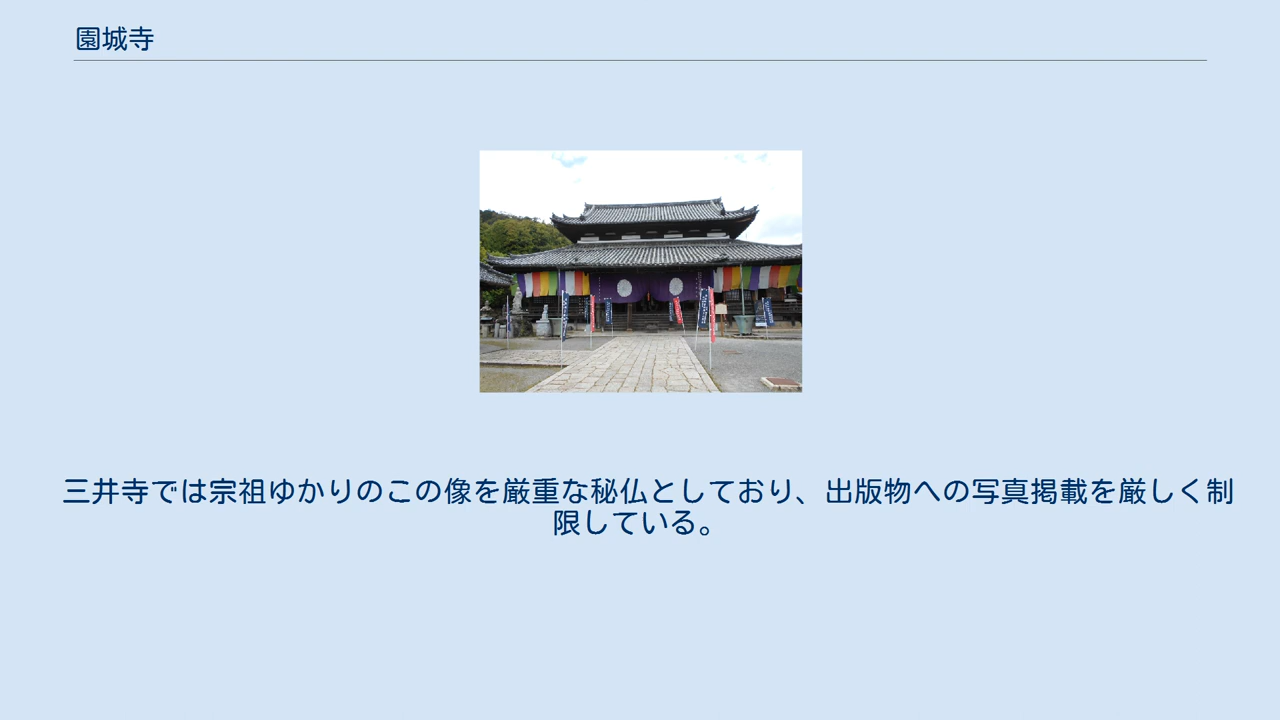 園城寺
三井寺では宗祖ゆかりのこの像を厳重な秘仏としており、出版物への写真掲載を厳しく制
限している。